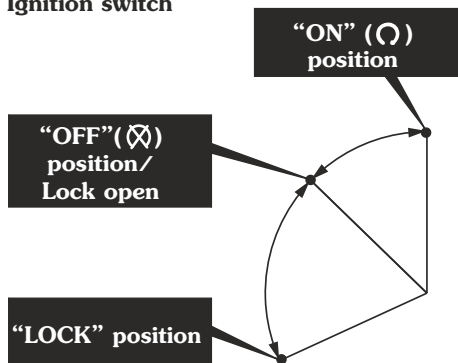 Ignition switch
“ON” (Ω)
position
“OFF”(⊗)
position/
Lock open
“LOCK” position